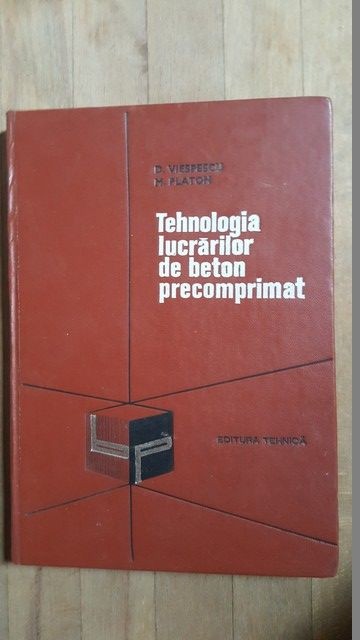 D. VIESPESCU
M. PLATON
Tehnologia
lucrărilor
de beton
precomprimat
EDITURA TEHNICĂ